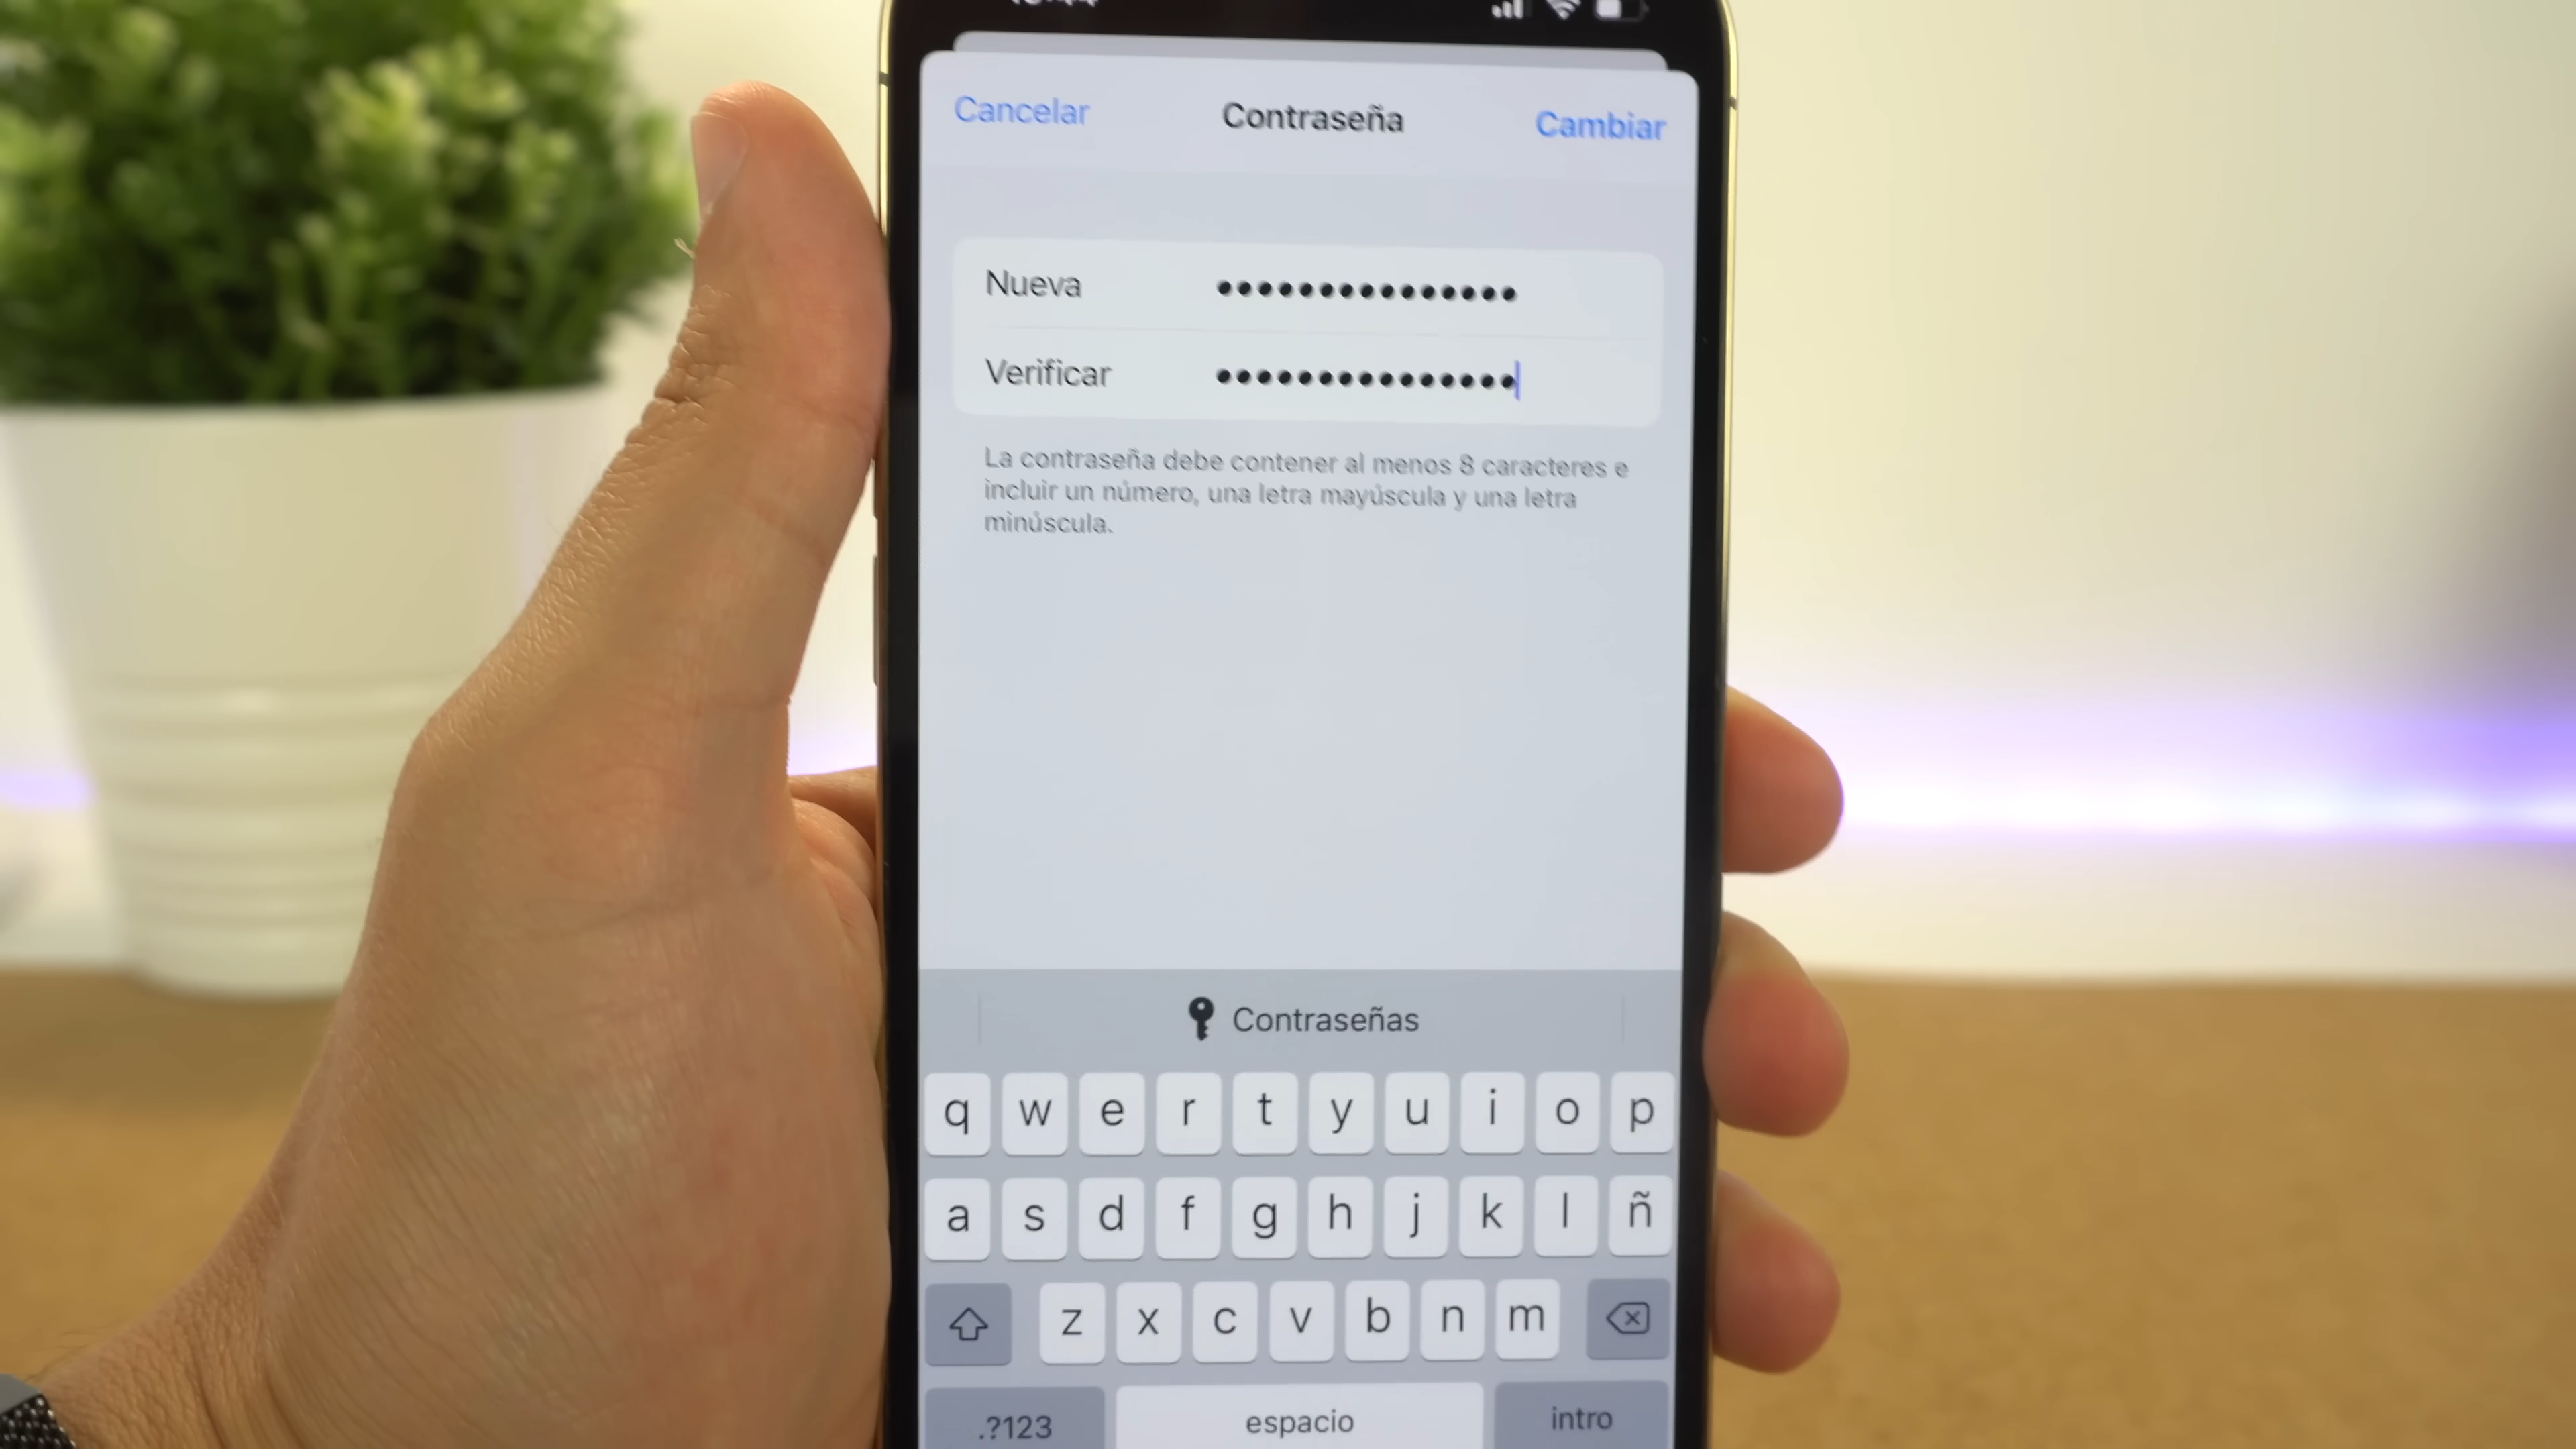 Cancelar Contraseña Cambiar
Nueva ●●●●●●●●●●●●●●●
Verificar ●●●●●●●●●●●●●●●
La contraseña debe contener al menos 8 caracteres e
incluir un número, una letra mayúscula y una letra
minúscula.
Contraseñas
q w e r t y u i o p
a s d f g h j k l ñ
z x c v b n m
.?123 espacio intro